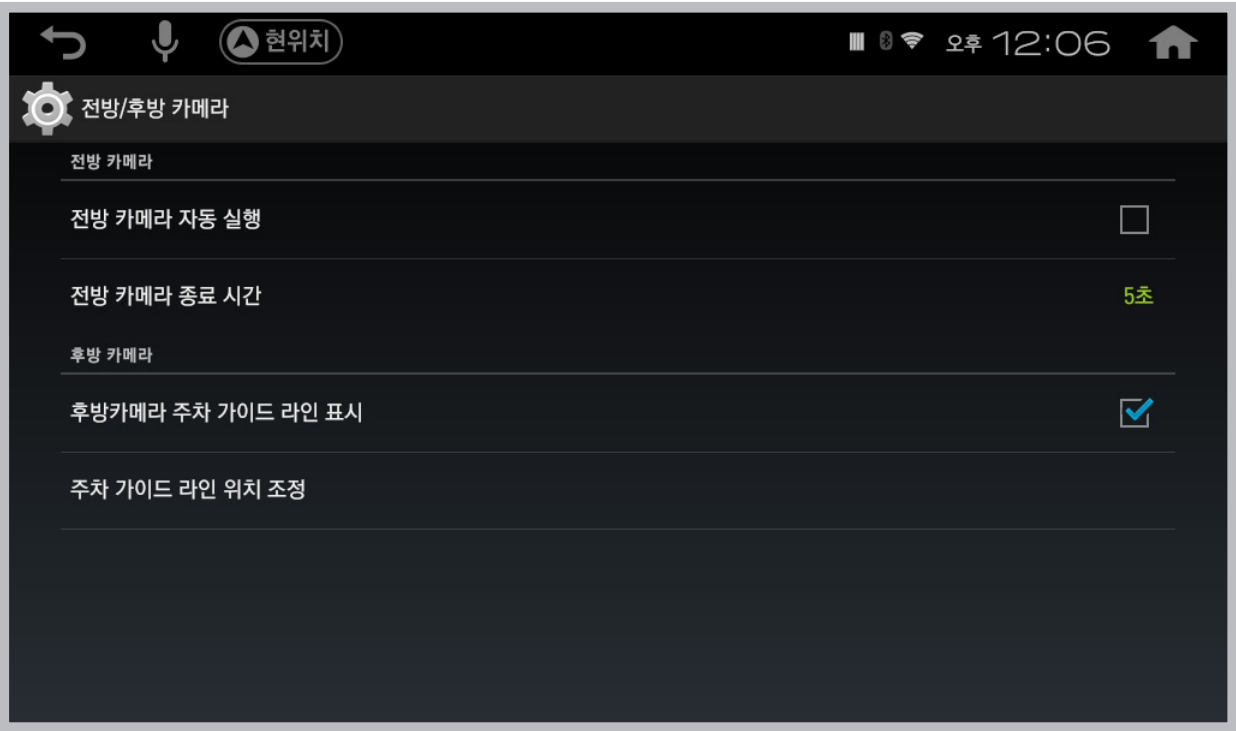 현위치
오후 12:06
전방/후방 카메라
전방 카메라
전방 카메라 자동 실행
전방 카메라 종료 시간 5초
후방 카메라
후방카메라 주차 가이드 라인 표시
주차 가이드 라인 위치 조정